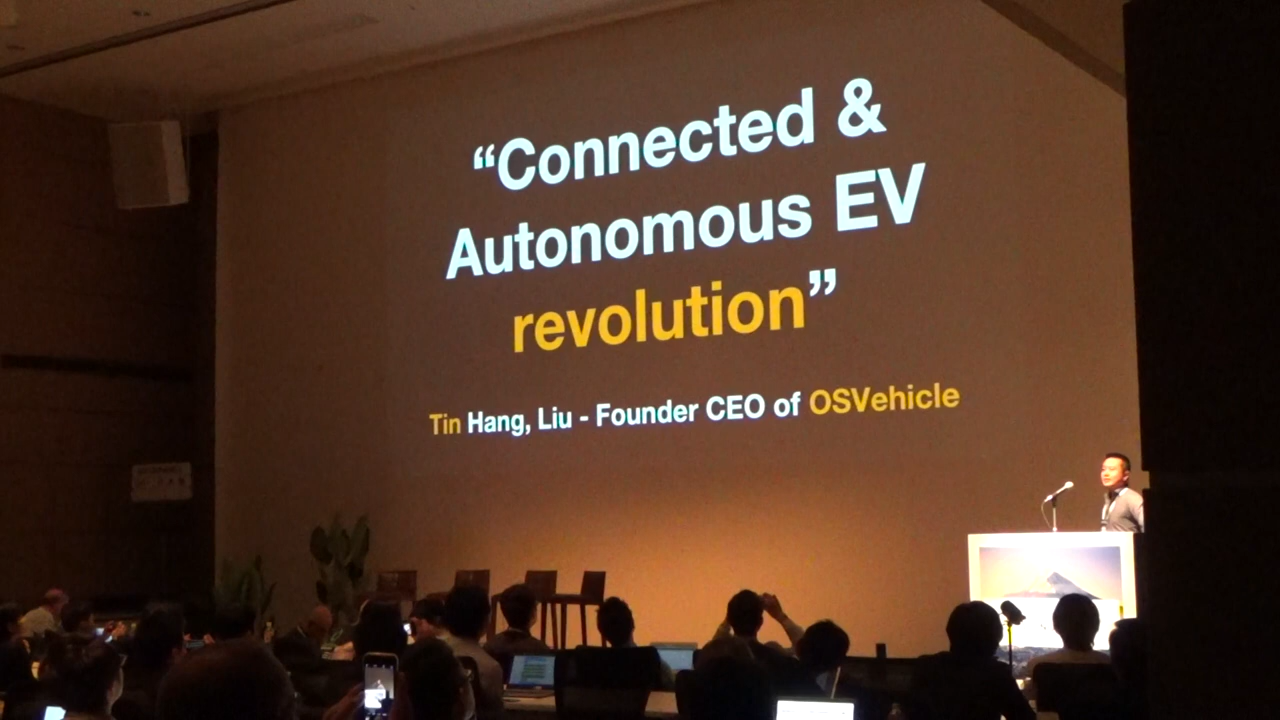 “Connected &
Autonomous EV
revolution”
Tin Hang, Liu - Founder CEO of OSVehicle